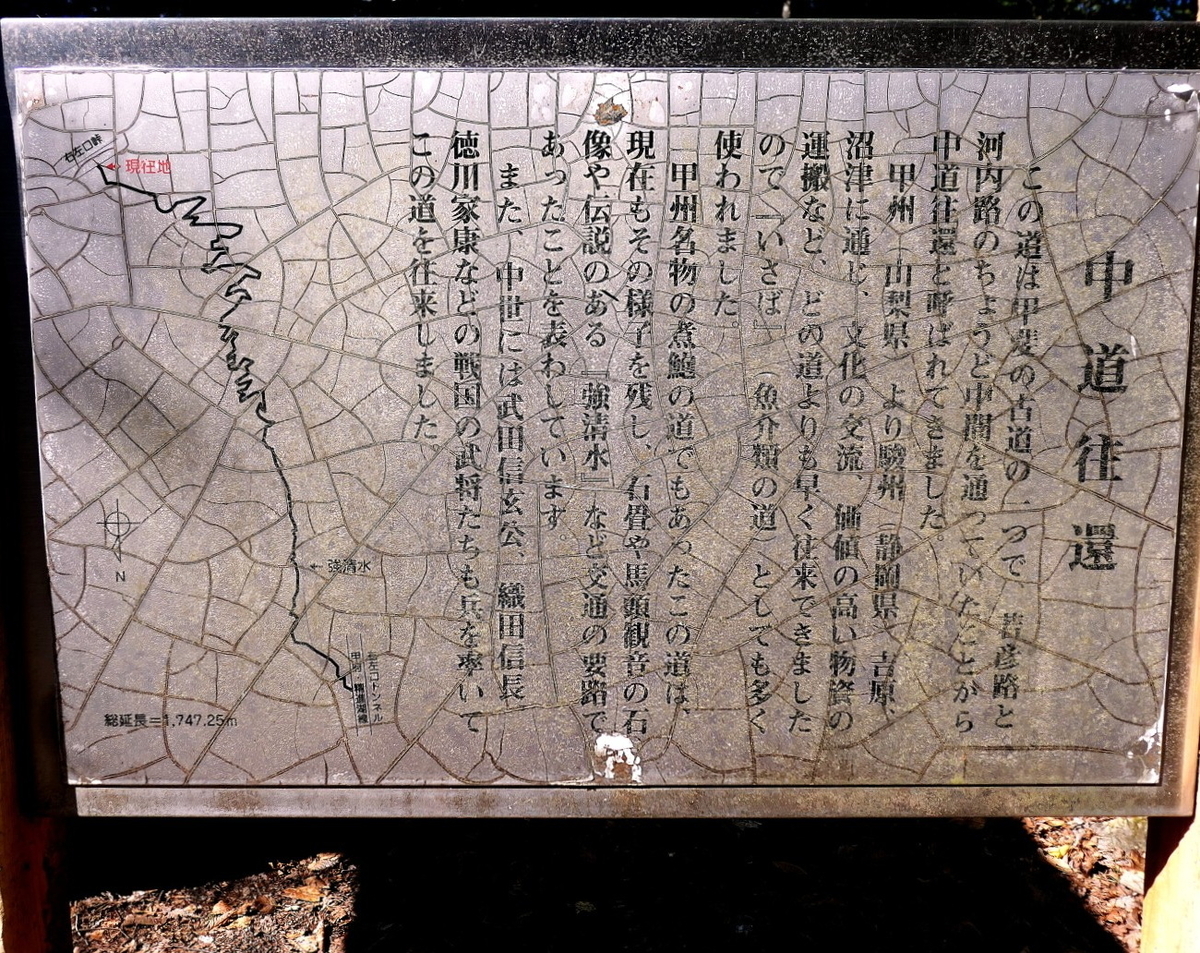 中道往還
この道は甲斐の古道の一つで 若彦路と
河内路のちょうど中間を通っていたことから
中道往還と呼ばれてきました。
甲州(山梨県)より駿州(静岡県)吉原、
沼津に通じ、文化の交流、価値の高い物資の
運搬など、どの道よりも早く往来できました
ので『いさば』(魚介類の道)としても多く
使われました。
甲州名物の煮鮑の道でもあったこの道は、
現在もその様子を残し、石畳や馬頭観音の石
像や伝説のある『強清水』など交通の要路で
あったことを表わしています。
また、中世には武田信玄公、織田信長、
徳川家康などの戦国の武将たちも兵を率いて
この道を往来しました。
右左口峠
←現在地
←強清水
右左口トンネル
甲府 精進湖線
N
総延長=1,747.25m